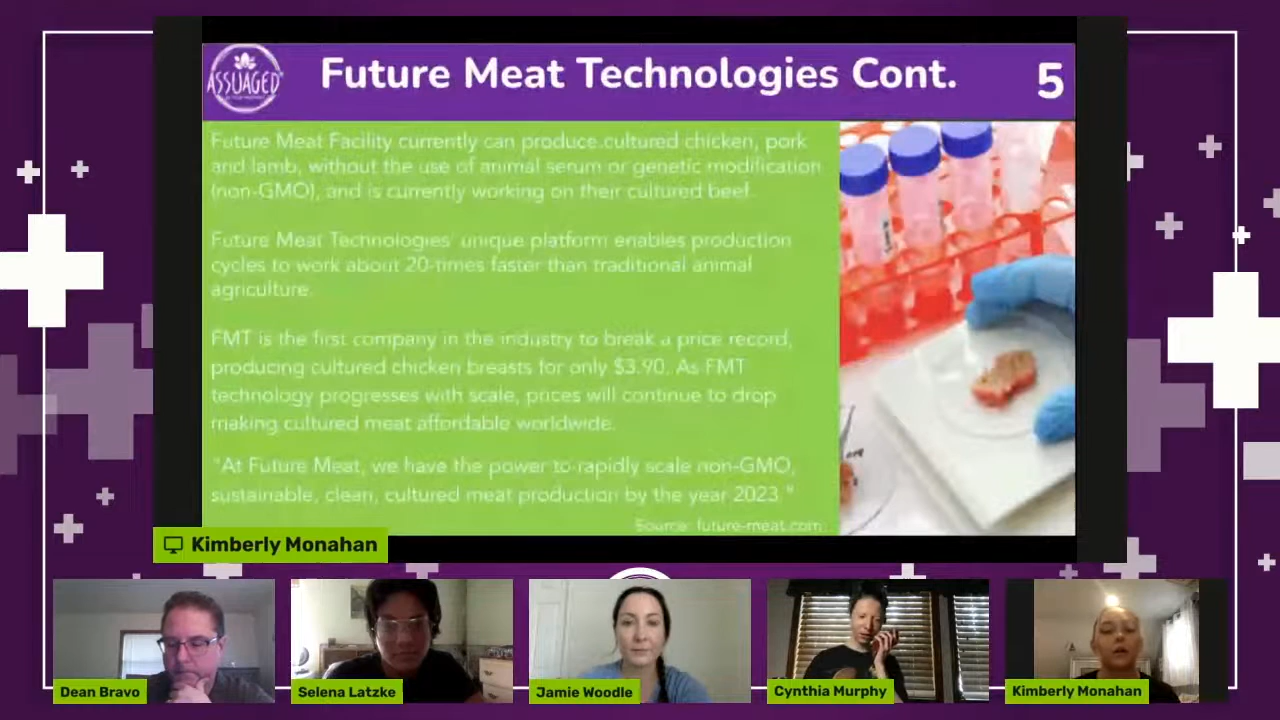 ASSUAGED
Future Meat Technologies Cont.
5
Future Meat Facility currently can produce cultured chicken, pork
and lamb, without the use of animal serum or genetic modification
(non-GMO), and is currently working on their cultured beef.
Future Meat Technologies' unique platform enables production
cycles to work about 20-times faster than traditional animal
agriculture.
FMT is the first company in the industry to break a price record,
producing cultured chicken breasts for only $3.90. As FMT
technology progresses with scale, prices will continue to drop
making cultured meat affordable worldwide.
"At Future Meat, we have the power to rapidly scale non-GMO,
sustainable, clean, cultured meat production by the year 2023."
Source: future-meat.com
Kimberly Monahan
Dean Bravo
Selena Latzke
Jamie Woodle
Cynthia Murphy
Kimberly Monahan